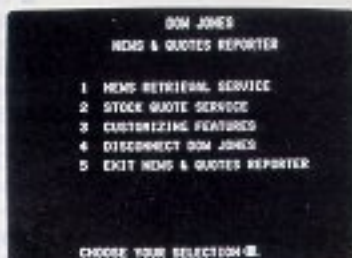 DOW JONES
NEWS & QUOTES REPORTER
1 NEWS RETRIEVAL SERVICE
2 STOCK QUOTE SERVICE
3 CUSTOMIZING FEATURES
4 DISCONNECT DOW JONES
5 EXIT NEWS & QUOTES REPORTER
CHOOSE YOUR SELECTION